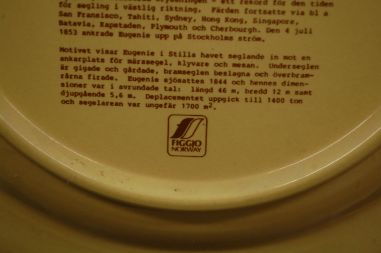 för segling i västlig riktning. Färden fortsatte via bl a
San Fransisco, Tahiti, Sydney, Hong Kong, Singapore,
Batavia, Kapstaden, Plymouth och Cherbourgh. Den 4 juli
1853 ankrade Eugenie upp på Stockholms ström.
Motivet visar Eugenie i Stilla havet seglande in mot en
ankarplats för märssegel, klyvare och mesan. Underseglen
är gigade och gårdade, bramseglen beslagna och överbram-
rårna firade. Eugenie sjösattes 1844 och hennes dimen-
sioner var i avrundade tal: längd 46 m, bredd 12 m samt
djupgående 5,6 m. Deplacementet uppgick till 1400 ton
och segelarean var ungefär 1700 m².
FIGGJO
NORWAY